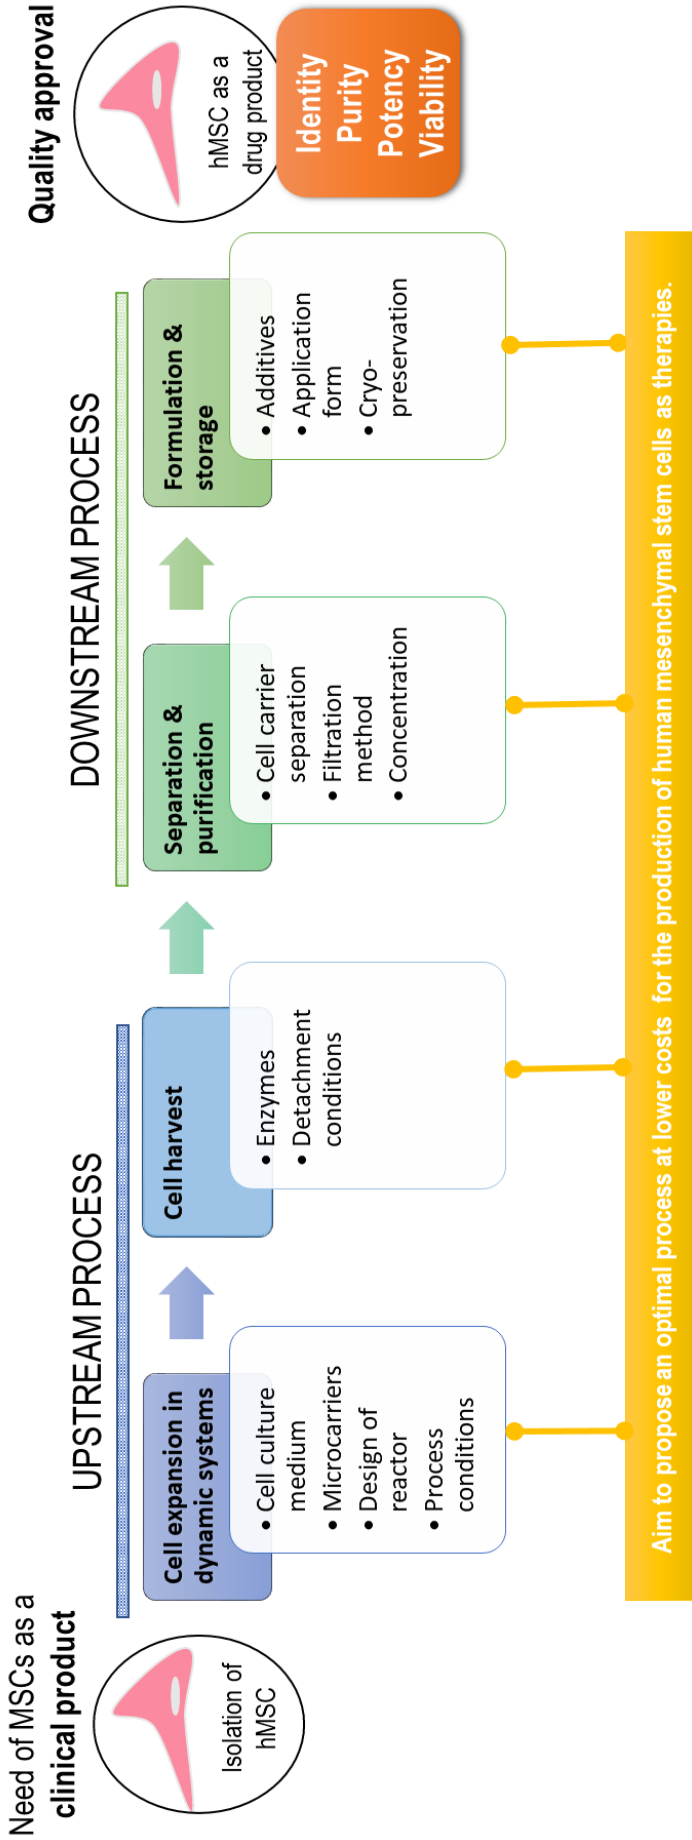 Need of MSCs as a
clinical product
Isolation of
hMSC
UPSTREAM PROCESS
Cell expansion in
dynamic systems
• Cell culture
medium
• Microcarriers
• Design of
reactor
• Process
conditions
Cell harvest
• Enzymes
• Detachment
conditions
DOWNSTREAM PROCESS
Separation &
purification
• Cell carrier
separation
• Filtration
method
• Concentration
Formulation &
storage
• Additives
• Application
form
• Cryo-
preservation
Quality approval
hMSC as a
drug product
Identity
Purity
Potency
Viability
Aim to propose an optimal process at lower costs for the production of human mesenchymal stem cells as therapies.